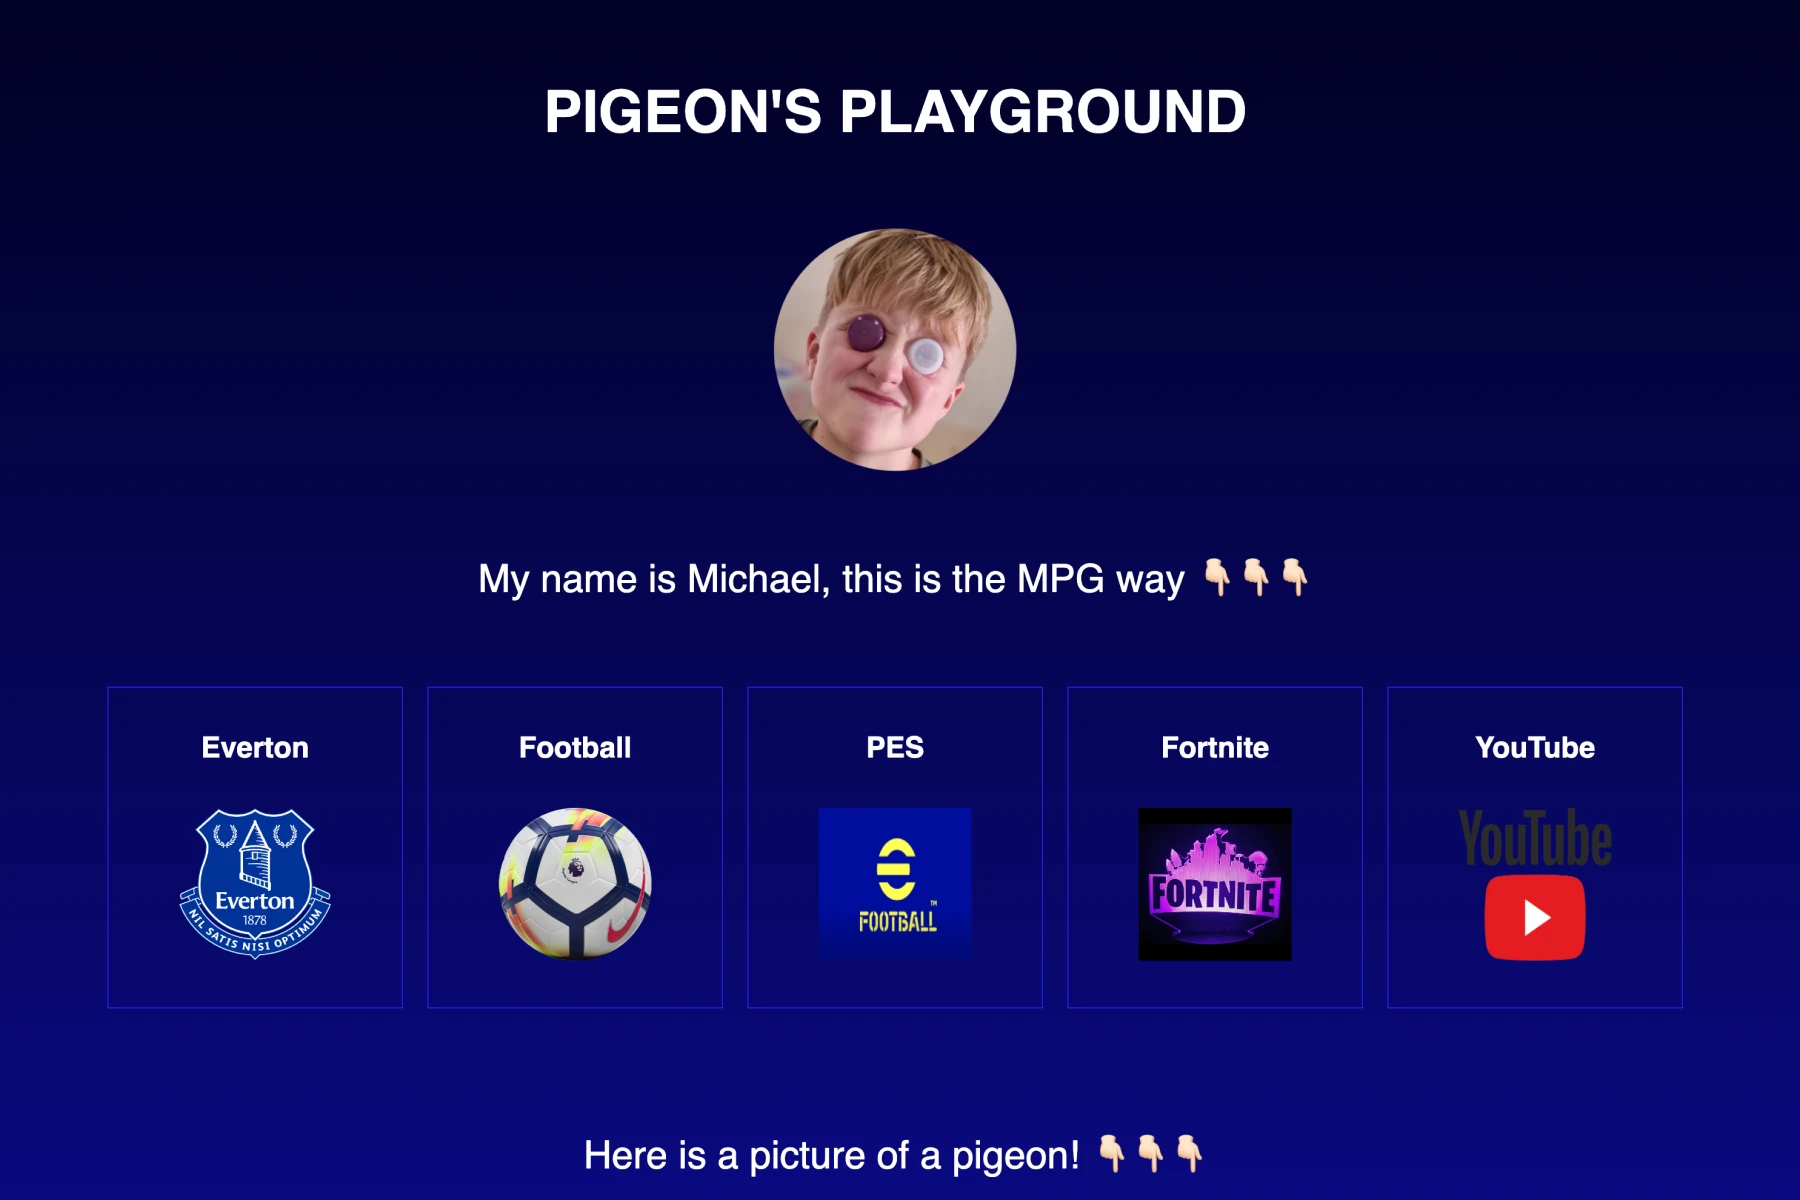 PIGEON'S PLAYGROUND
My name is Michael, this is the MPG way 👇🏻👇🏻👇🏻
Everton
Football
PES
Fortnite
YouTube
Everton
1878
NIL SATIS NISI OPTIMUM
FOOTBALL™
FORTNITE
YouTube
Here is a picture of a pigeon! 👇🏻👇🏻👇🏻